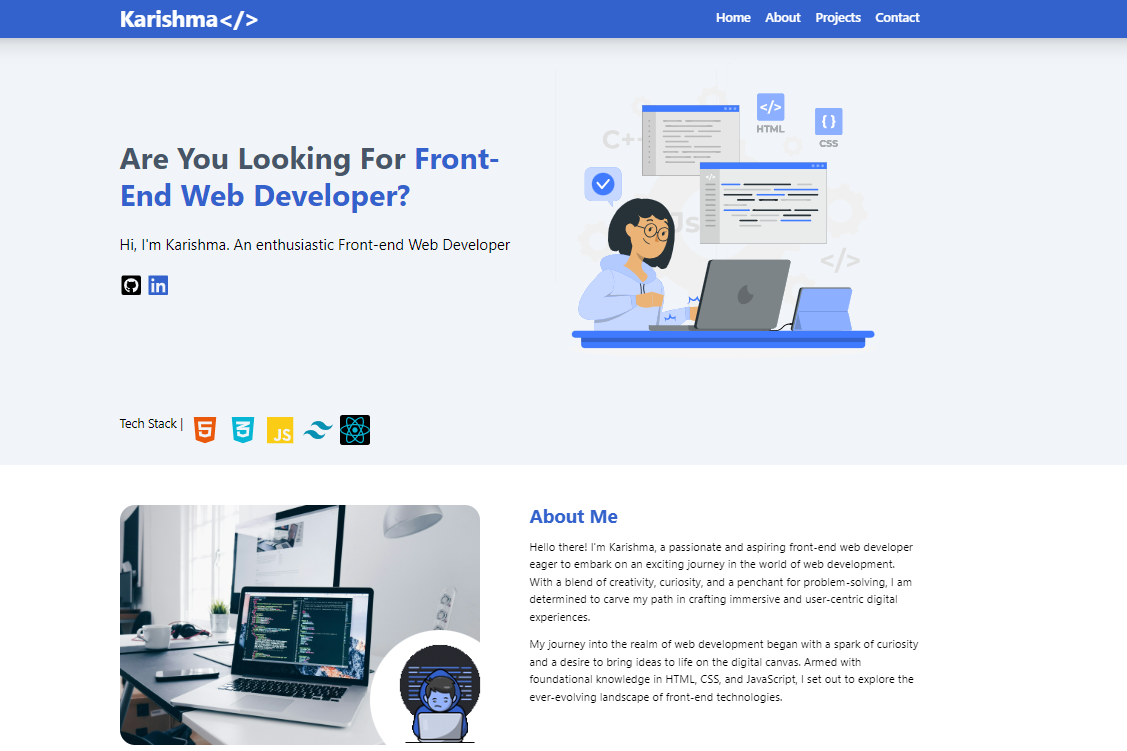 Karishma</>
Home About Projects Contact
Are You Looking For Front-
End Web Developer?
Hi, I'm Karishma. An enthusiastic Front-end Web Developer
in
C++
</>
HTML
{ }
CSS
</>
Js
</>
Tech Stack |
5
3
JS
About Me
Hello there! I'm Karishma, a passionate and aspiring front-end web developer
eager to embark on an exciting journey in the world of web development.
With a blend of creativity, curiosity, and a penchant for problem-solving, I am
determined to carve my path in crafting immersive and user-centric digital
experiences.
My journey into the realm of web development began with a spark of curiosity
and a desire to bring ideas to life on the digital canvas. Armed with
foundational knowledge in HTML, CSS, and JavaScript, I set out to explore the
ever-evolving landscape of front-end technologies.